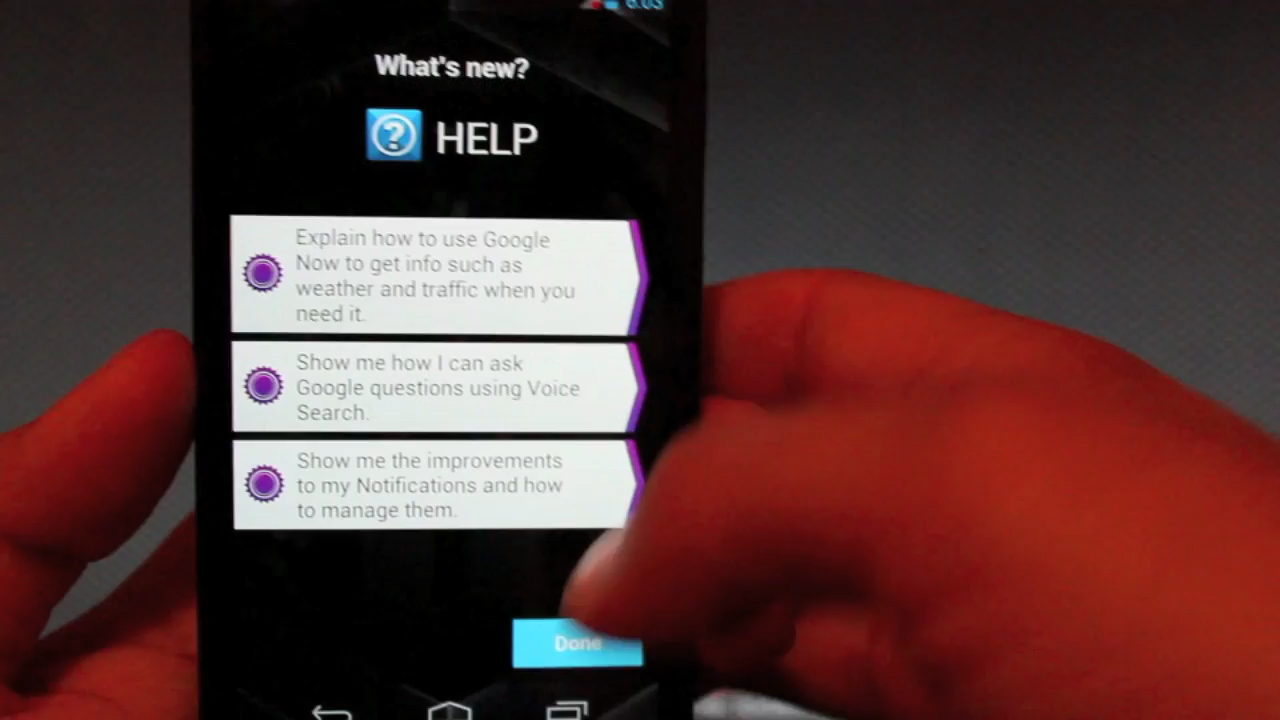 What's new?
HELP
Explain how to use Google
Now to get info such as
weather and traffic when you
need it.
Show me how I can ask
Google questions using Voice
Search.
Show me the improvements
to my Notifications and how
to manage them.
Done